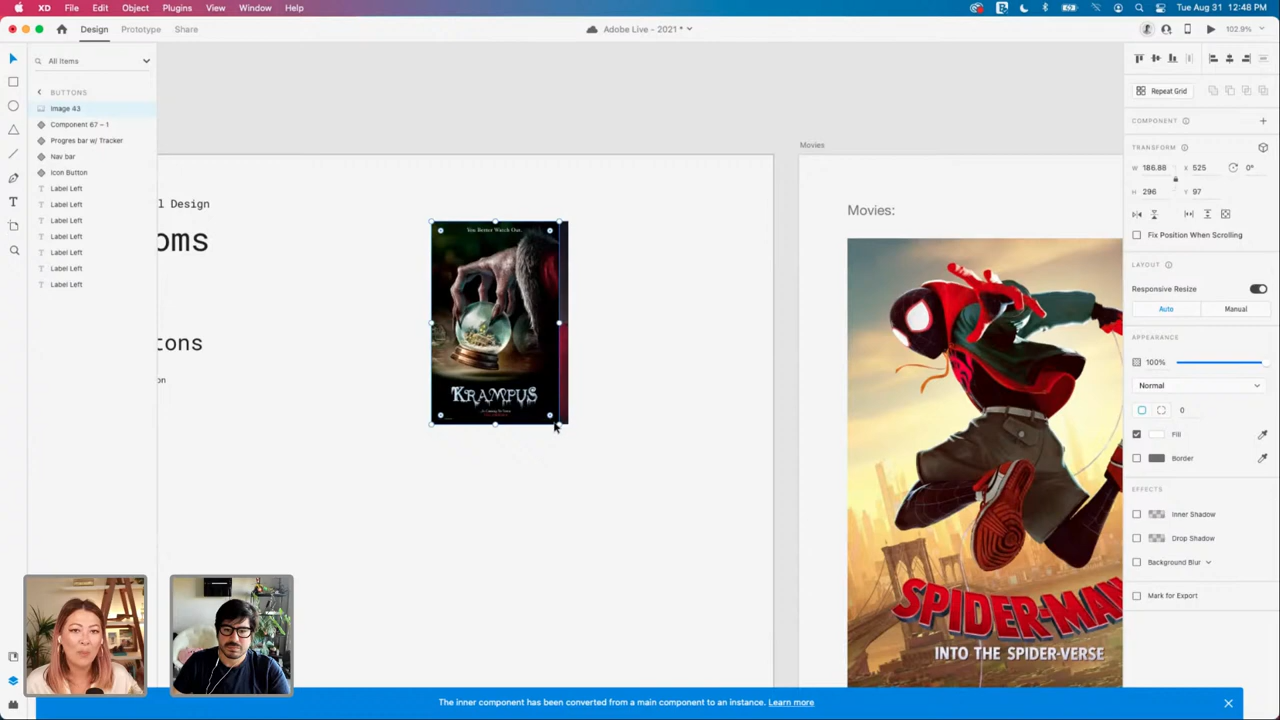 XD File Edit Object Plugins View Window Help
Tue Aug 31 12:48 PM
Design Prototype Share
Adobe Live - 2021 *
102.9%
All Items
BUTTONS
Image 43
Component 67 – 1
Progres bar w/ Tracker
Nav bar
Icon Button
Label Left
Label Left
Label Left
Label Left
Label Left
Label Left
Label Left
l Design
oms
tons
on
You Better Watch Out.
KRAMPUS
Movies
Movies:
SPIDER-MA
INTO THE SPIDER-VERSE
Repeat Grid
COMPONENT
TRANSFORM
W 186.88 X 525 0°
H 296 Y 97
Fix Position When Scrolling
LAYOUT
Responsive Resize
Auto Manual
APPEARANCE
100%
Normal
0
Fill
Border
EFFECTS
Inner Shadow
Drop Shadow
Background Blur
Mark for Export
The inner component has been converted from a main component to an instance. Learn more